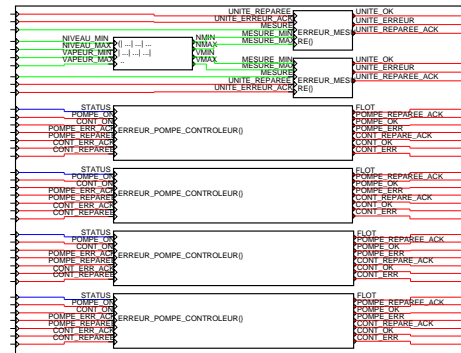 UNITE_REPAREE
UNITE_ERREUR_ACK
MESURE
MESURE_MIN
MESURE_MAX
ERREUR_MESU
RE()
UNITE_OK
UNITE_ERREUR
UNITE_REPAREE_ACK
NIVEAU_MIN
NIVEAU_MAX
VAPEUR_MIN
VAPEUR_MAX
(| ...| ...| ...
| ...| ...| ...
..
NMIN
NMAX
VMIN
VMAX
MESURE_MIN
MESURE_MAX
MESURE
UNITE_REPAREE
UNITE_ERREUR_ACK
ERREUR_MESU
RE()
UNITE_OK
UNITE_ERREUR
UNITE_REPAREE_ACK
STATUS
POMPE_ON
CONT_ON
POMPE_ERR_ACK
POMPE_REPAREE
CONT_ERR_ACK
CONT_REPAREE
ERREUR_POMPE_CONTROLEUR()
FLOT
POMPE_REPAREE_ACK
POMPE_OK
POMPE_ERR
CONT_REPAREE_ACK
CONT_OK
CONT_ERR
STATUS
POMPE_ON
CONT_ON
POMPE_ERR_ACK
POMPE_REPAREE
CONT_ERR_ACK
CONT_REPAREE
ERREUR_POMPE_CONTROLEUR()
FLOT
POMPE_REPAREE_ACK
POMPE_OK
POMPE_ERR
CONT_REPAREE_ACK
CONT_OK
CONT_ERR
STATUS
POMPE_ON
CONT_ON
POMPE_ERR_ACK
POMPE_REPAREE
CONT_ERR_ACK
CONT_REPAREE
ERREUR_POMPE_CONTROLEUR()
FLOT
POMPE_REPAREE_ACK
POMPE_OK
POMPE_ERR
CONT_REPAREE_ACK
CONT_OK
CONT_ERR
STATUS
POMPE_ON
CONT_ON
POMPE_ERR_ACK
POMPE_REPAREE
CONT_ERR_ACK
CONT_REPAREE
ERREUR_POMPE_CONTROLEUR()
FLOT
POMPE_REPAREE_ACK
POMPE_OK
POMPE_ERR
CONT_REPAREE_ACK
CONT_OK
CONT_ERR